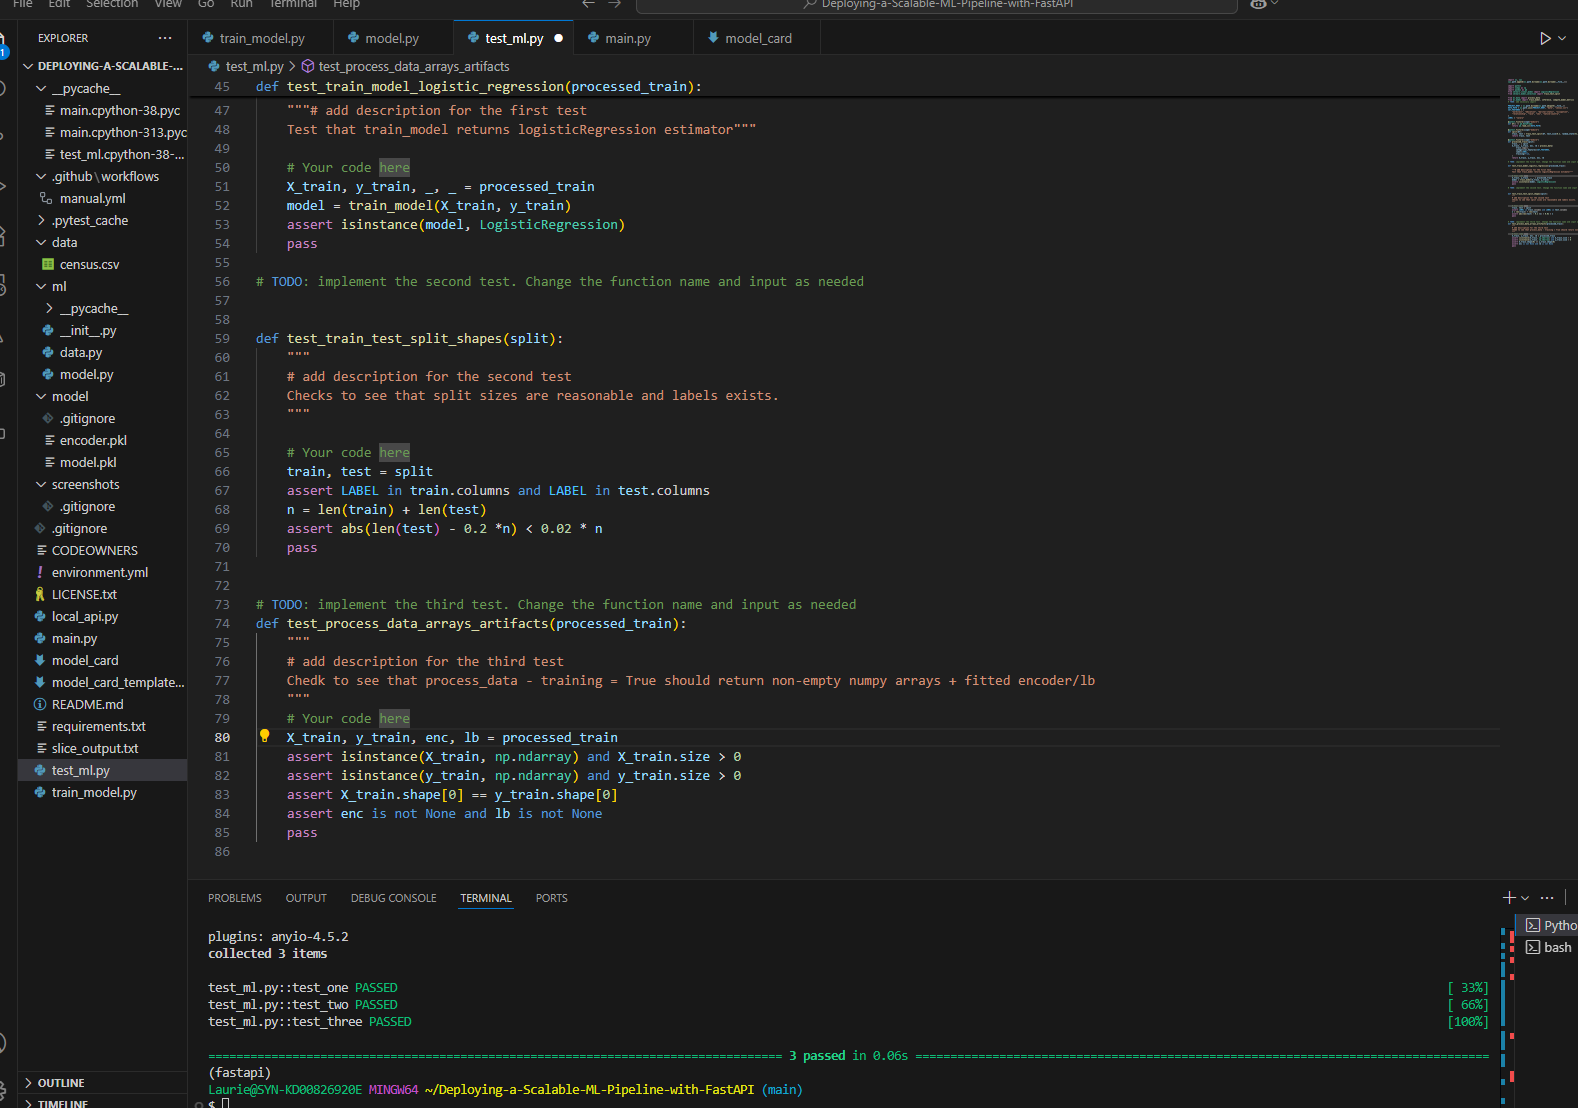 File Edit Selection View Go Run Terminal Help
Deploying-a-Scalable-ML-Pipeline-with-FastAPI
EXPLORER
train_model.py
model.py
test_ml.py
main.py
model_card
DEPLOYING-A-SCALABLE-...
__pycache__
main.cpython-38.pyc
main.cpython-313.pyc
test_ml.cpython-38-...
.github\workflows
manual.yml
.pytest_cache
data
census.csv
ml
__pycache__
__init__.py
data.py
model.py
model
.gitignore
encoder.pkl
model.pkl
screenshots
.gitignore
.gitignore
CODEOWNERS
environment.yml
LICENSE.txt
local_api.py
main.py
model_card
model_card_template...
README.md
requirements.txt
slice_output.txt
test_ml.py
train_model.py
OUTLINE
TIMELINE
1
test_ml.py > test_process_data_arrays_artifacts
45 def test_train_model_logistic_regression(processed_train):
47 """# add description for the first test
48 Test that train_model returns logisticRegression estimator"""
49
50 # Your code here
51 X_train, y_train, _, _ = processed_train
52 model = train_model(X_train, y_train)
53 assert isinstance(model, LogisticRegression)
54 pass
55
56 # TODO: implement the second test. Change the function name and input as needed
57
58
59 def test_train_test_split_shapes(split):
60 """
61 # add description for the second test
62 Checks to see that split sizes are reasonable and labels exists.
63 """
64
65 # Your code here
66 train, test = split
67 assert LABEL in train.columns and LABEL in test.columns
68 n = len(train) + len(test)
69 assert abs(len(test) - 0.2 *n) < 0.02 * n
70 pass
71
72
73 # TODO: implement the third test. Change the function name and input as needed
74 def test_process_data_arrays_artifacts(processed_train):
75 """
76 # add description for the third test
77 Chedk to see that process_data - training = True should return non-empty numpy arrays + fitted encoder/lb
78 """
79 # Your code here
80 X_train, y_train, enc, lb = processed_train
81 assert isinstance(X_train, np.ndarray) and X_train.size > 0
82 assert isinstance(y_train, np.ndarray) and y_train.size > 0
83 assert X_train.shape[0] == y_train.shape[0]
84 assert enc is not None and lb is not None
85 pass
86
PROBLEMS OUTPUT DEBUG CONSOLE TERMINAL PORTS
plugins: anyio-4.5.2
collected 3 items
test_ml.py::test_one PASSED [ 33%]
test_ml.py::test_two PASSED [ 66%]
test_ml.py::test_three PASSED [100%]
3 passed in 0.06s
(fastapi)
Laurie@SYN-KD00826920E MINGW64 ~/Deploying-a-Scalable-ML-Pipeline-with-FastAPI (main)
$
Pytho
bash